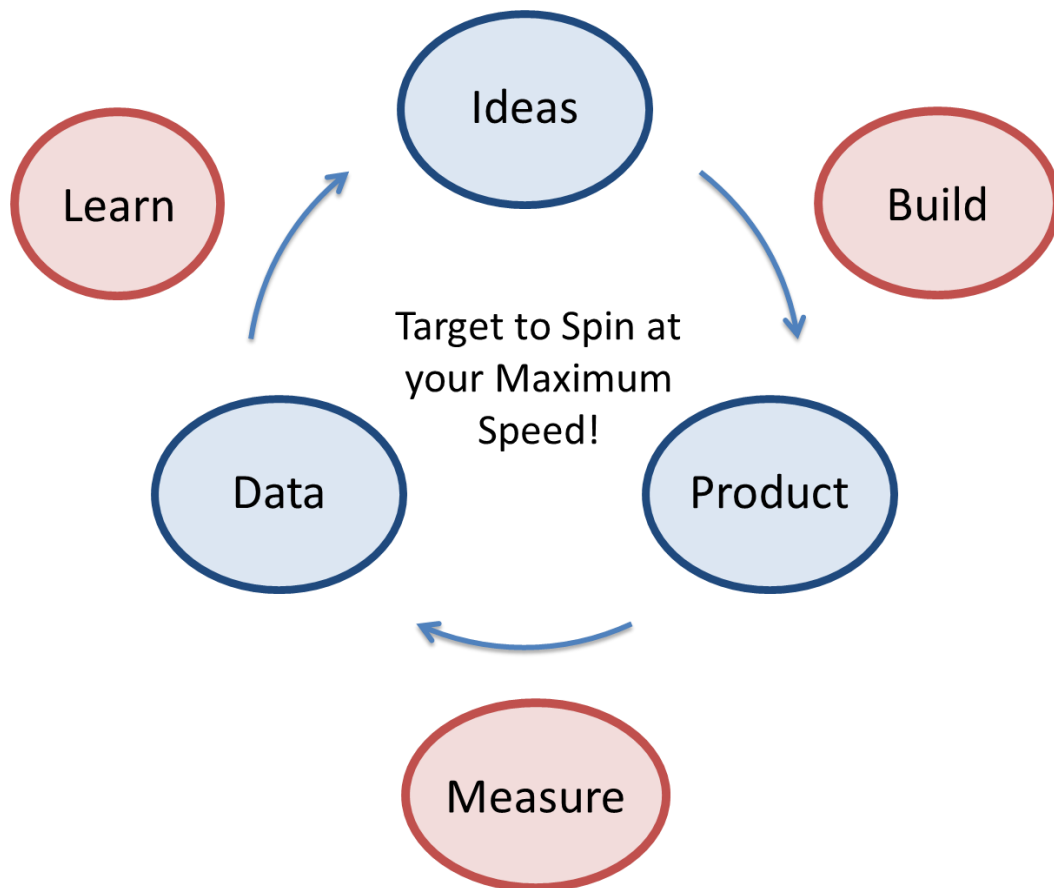 Ideas
Learn
Build
Target to Spin at
your Maximum
Speed!
Data
Product
Measure